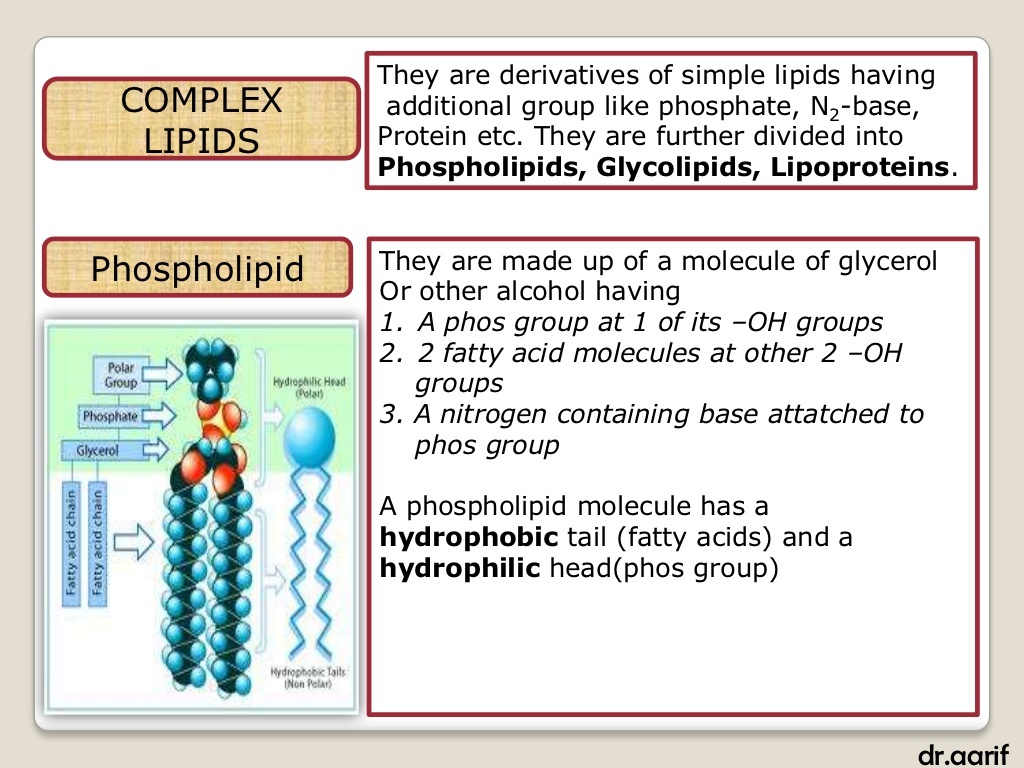 COMPLEX
LIPIDS
They are derivatives of simple lipids having
additional group like phosphate, N₂-base,
Protein etc. They are further divided into
Phospholipids, Glycolipids, Lipoproteins.
Phospholipid
They are made up of a molecule of glycerol
Or other alcohol having
1. A phos group at 1 of its –OH groups
2. 2 fatty acid molecules at other 2 –OH
groups
3. A nitrogen containing base attatched to
phos group
A phospholipid molecule has a
hydrophobic tail (fatty acids) and a
hydrophilic head(phos group)
Polar
Group
Phosphate
Glycerol
Fatty acid chain
Fatty acid chain
Hydrophilic Head
(Polar)
Hydrophobic Tails
(Non Polar)
dr.aarif